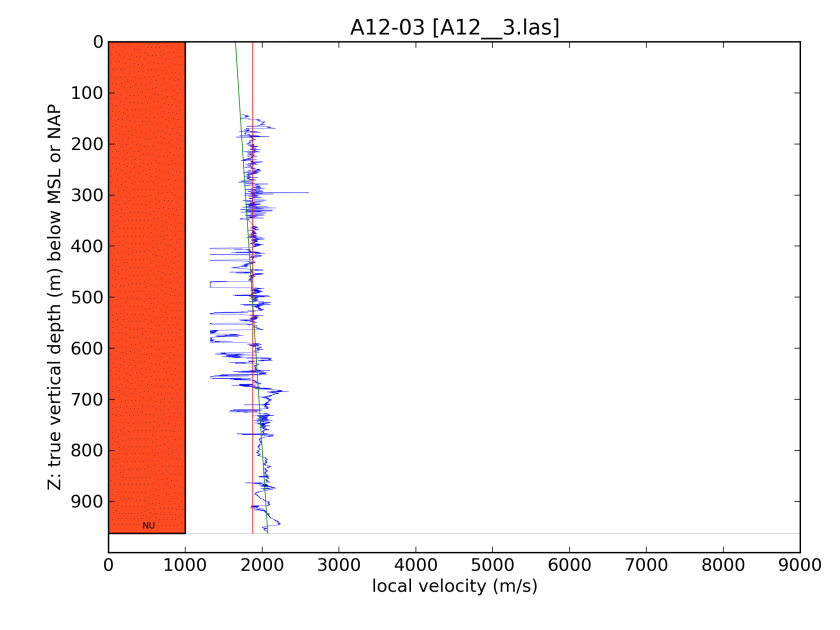 A12-03 [A12__3.las]
0
100
200
300
400
500
600
700
800
900
Z: true vertical depth (m) below MSL or NAP
NU
0 1000 2000 3000 4000 5000 6000 7000 8000 9000
local velocity (m/s)